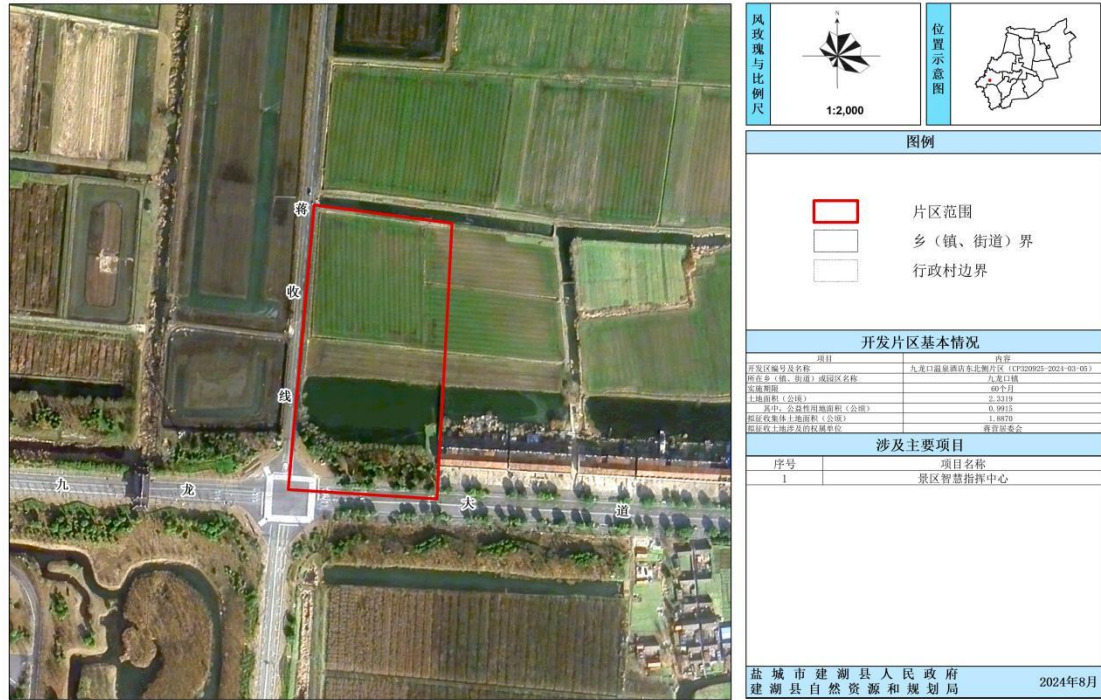 蒋
收
线
九 龙 大 道
风玫瑰与比例尺
N
1:2,000
位置示意图
图例
片区范围
乡（镇、街道）界
行政村边界
开发片区基本情况
项目 内容
开发区编号及名称 九龙口温泉酒店东北侧片区（CP320925-2024-03-05）
所在乡（镇、街道）或园区名称 九龙口镇
实施期限 60个月
土地面积（公顷） 2.3319
其中：公益性用地面积（公顷） 0.9915
拟征收集体土地面积（公顷） 1.8870
拟征收土地涉及的权属单位 蒋营居委会
涉及主要项目
序号 项目名称
1 景区智慧指挥中心
盐城市建湖县人民政府
建湖县自然资源和规划局
2024年8月